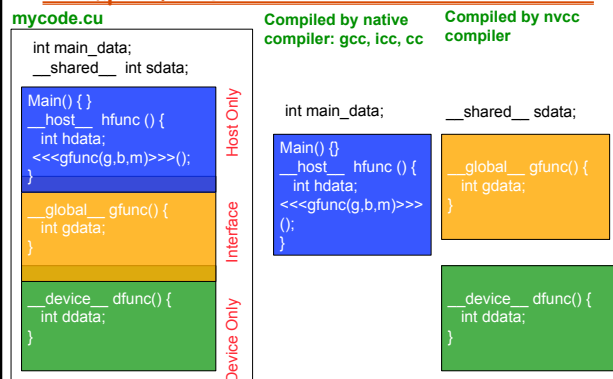 mycode.cu
int main_data;
__shared__ int sdata;
Main() { }
__host__ hfunc () {
int hdata;
<<<gfunc(g,b,m)>>>();
}
Host Only
__global__ gfunc() {
int gdata;
}
Interface
__device__ dfunc() {
int ddata;
}
Device Only
Compiled by native
compiler: gcc, icc, cc
int main_data;
Main() {}
__host__ hfunc () {
int hdata;
<<<gfunc(g,b,m)>>>
();
}
Compiled by nvcc
compiler
__shared__ sdata;
__global__ gfunc() {
int gdata;
}
__device__ dfunc() {
int ddata;
}